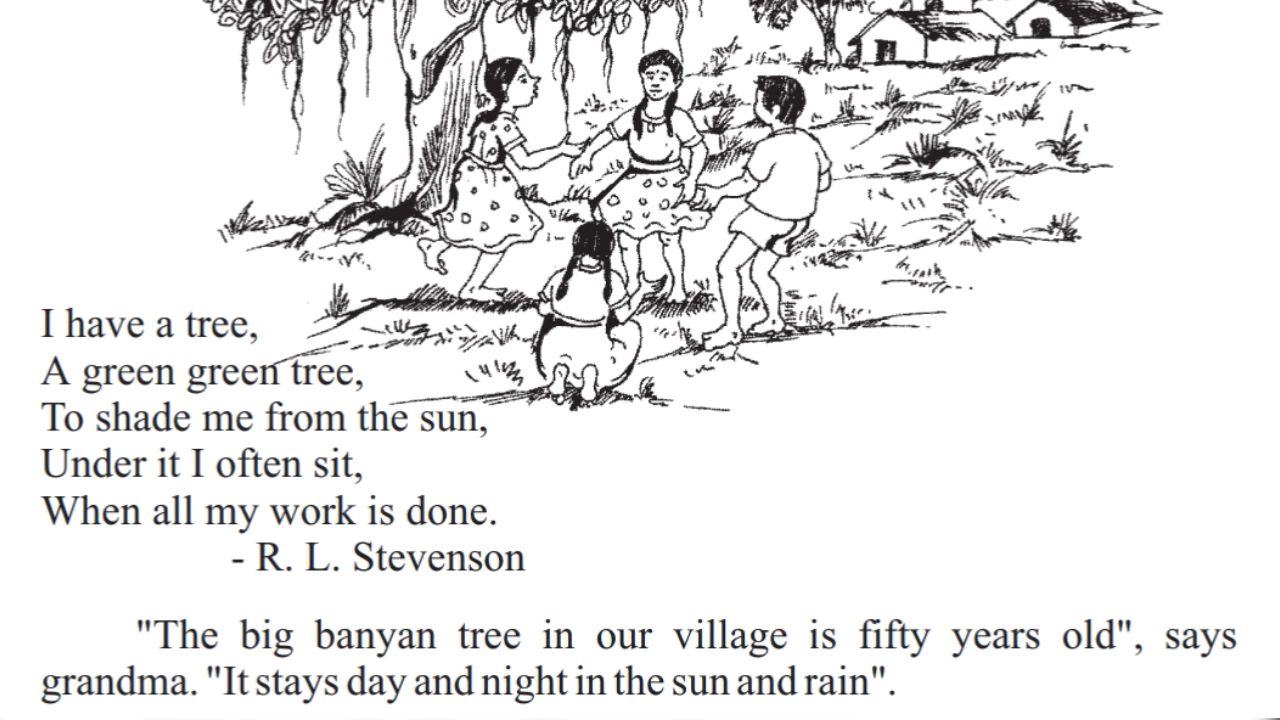 I have a tree,
A green green tree,
To shade me from the sun,
Under it I often sit,
When all my work is done.
- R. L. Stevenson
"The big banyan tree in our village is fifty years old", says
grandma. "It stays day and night in the sun and rain".